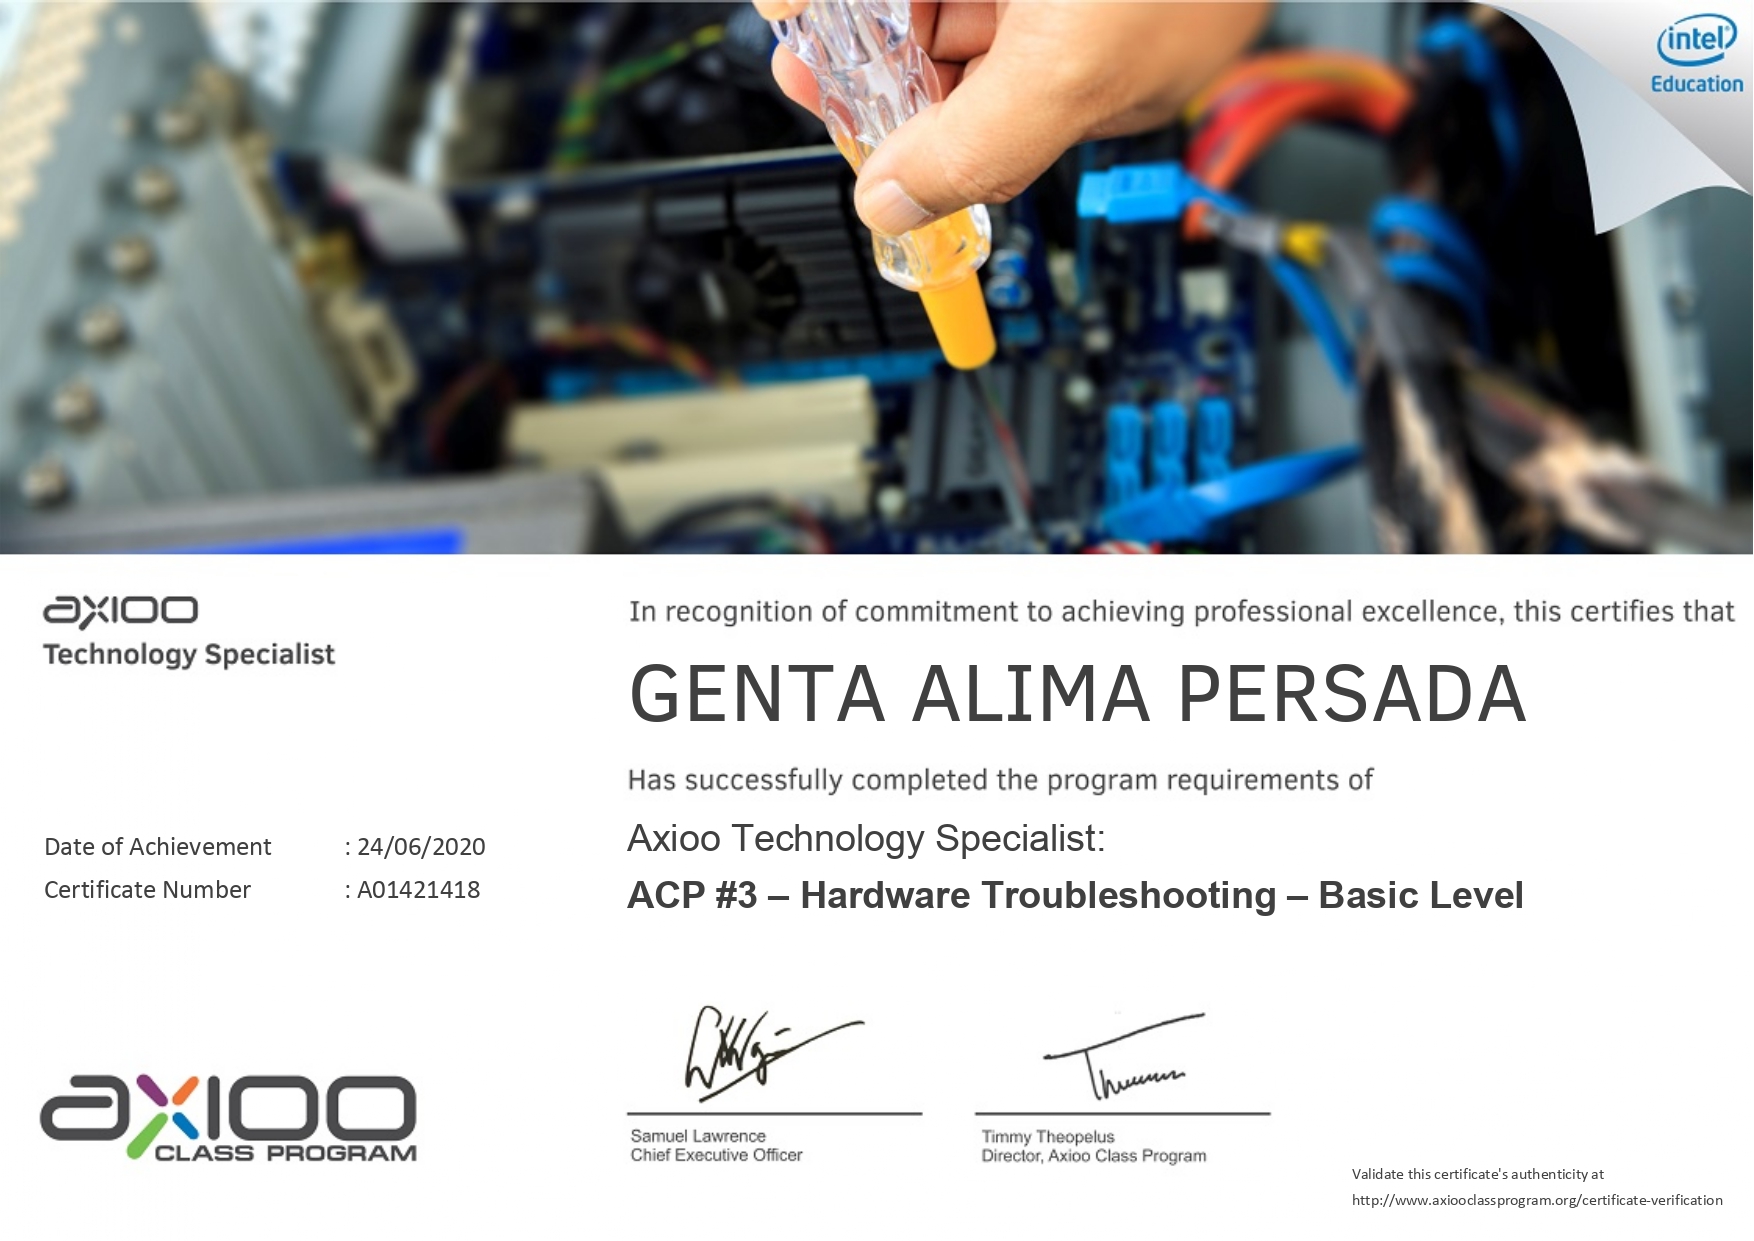 intel
Education
axioo
Technology Specialist
In recognition of commitment to achieving professional excellence, this certifies that
GENTA ALIMA PERSADA
Has successfully completed the program requirements of
Date of Achievement : 24/06/2020
Certificate Number : A01421418
Axioo Technology Specialist:
ACP #3 – Hardware Troubleshooting – Basic Level
axioo
CLASS PROGRAM
Samuel Lawrence
Chief Executive Officer
Timmy Theopelus
Director, Axioo Class Program
Validate this certificate's authenticity at
http://www.axiooclassprogram.org/certificate-verification